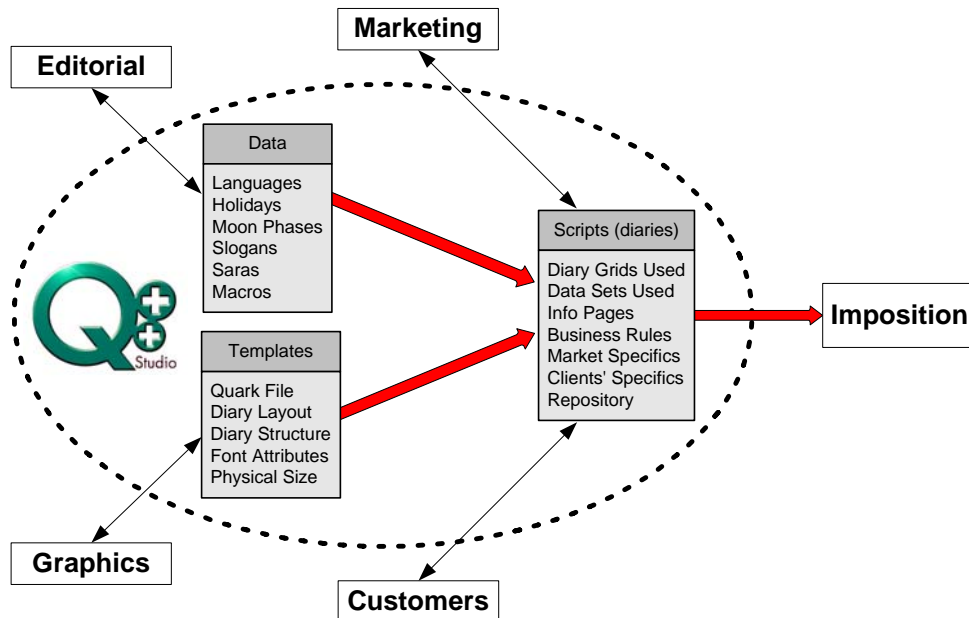 Marketing
Editorial
Data
Languages
Holidays
Moon Phases
Slogans
Saras
Macros
Scripts (diaries)
Diary Grids Used
Data Sets Used
Info Pages
Business Rules
Market Specifics
Clients' Specifics
Repository
Imposition
Q++
Studio
Templates
Quark File
Diary Layout
Diary Structure
Font Attributes
Physical Size
Graphics
Customers